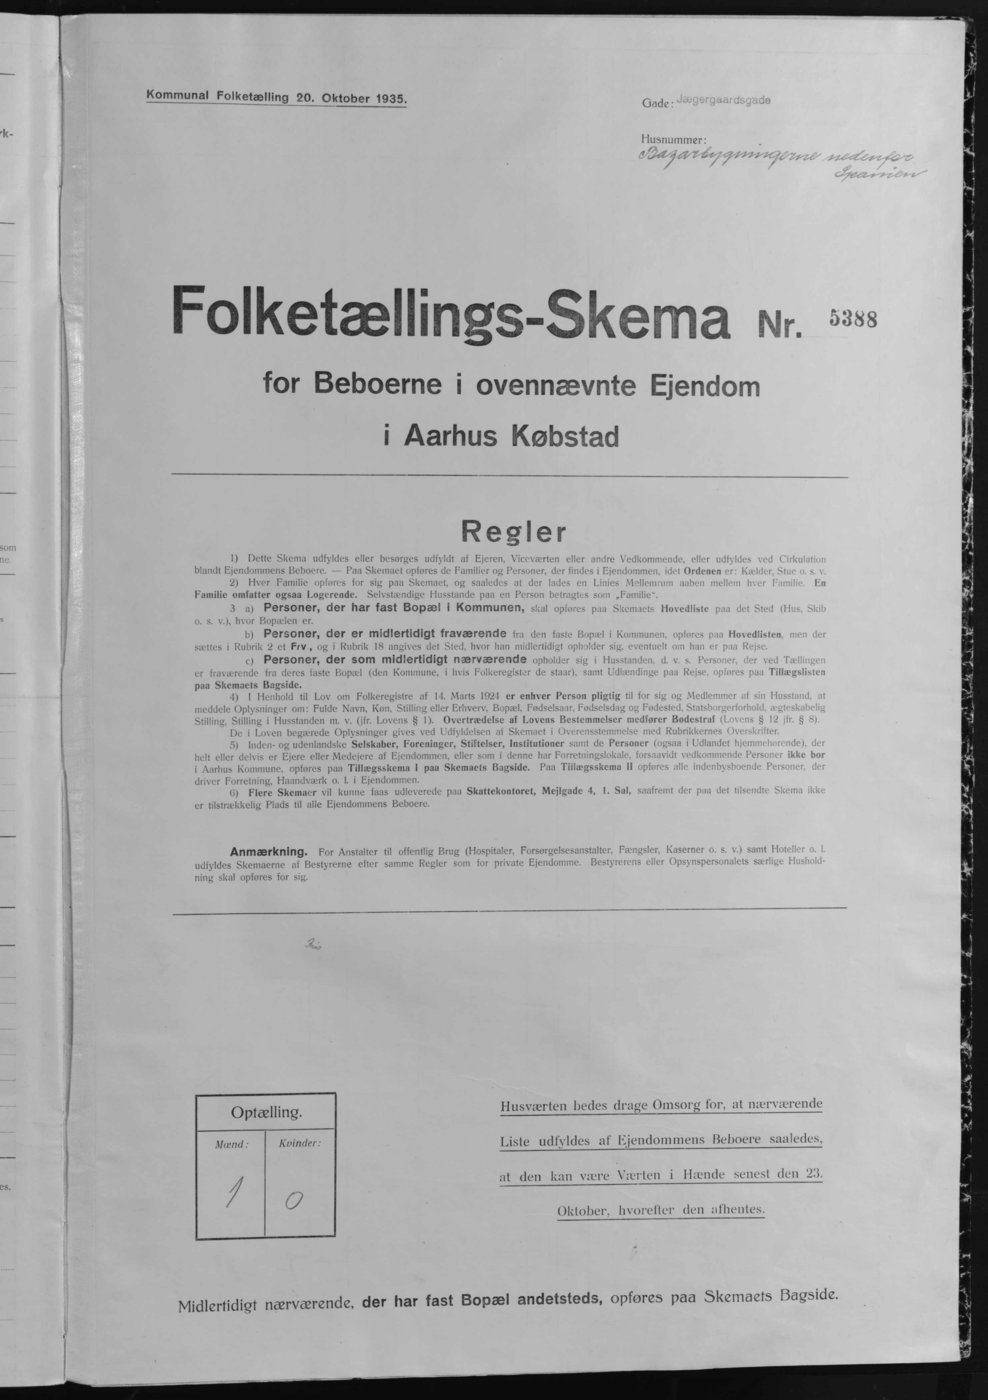 Kommunal Folketælling 20. Oktober 1935.
Gade: Jægergaardsgade
Husnummer:
Bazarbygningerne nedenfor
Spanien
Folketællings-Skema Nr. 5388
for Beboerne i ovennævnte Ejendom
i Aarhus Købstad
Regler
1) Dette Skema udfyldes eller besørges udfyldt af Ejeren, Viceværten eller andre Vedkommende, eller udfyldes ved Cirkulation
blandt Ejendommens Beboere. — Paa Skemaet opføres de Familier og Personer, der findes i Ejendommen, idet Ordenen er: Kælder, Stue o. s. v.
2) Hver Familie opføres for sig paa Skemaet, og saaledes at der lades en Linies Mellemrum aaben mellem hver Familie. En
Familie omfatter ogsaa Logerende. Selvstændige Husstande paa en Person betragtes som „Familie“.
3 a) Personer, der har fast Bopæl i Kommunen, skal opføres paa Skemaets Hovedliste paa det Sted (Hus, Skib
o. s. v.), hvor Bopælen er.
b) Personer, der er midlertidigt fraværende fra den faste Bopæl i Kommunen, opføres paa Hovedlisten, men der
sættes i Rubrik 2 et Frv., og i Rubrik 18 angives det Sted, hvor han midlertidigt opholder sig, eventuelt om han er paa Rejse.
c) Personer, der som midlertidigt nærværende opholder sig i Husstanden, d. v. s. Personer, der ved Tællingen
er fraværende fra deres faste Bopæl (den Kommune, i hvis Folkeregister de staar), samt Udlændinge paa Rejse, opføres paa Tillægslisten
paa Skemaets Bagside.
4) I Henhold til Lov om Folkeregistre af 14. Marts 1924 er enhver Person pligtig til for sig og Medlemmer af sin Husstand, at
meddele Oplysninger om: Fulde Navn, Køn, Stilling eller Erhverv, Bopæl, Fødselsaar, Fødselsdag og Fødested, Statsborgerforhold, ægteskabelig
Stilling, Stilling i Husstanden m. v. (jfr. Lovens § 1). Overtrædelse af Lovens Bestemmelser medfører Bødestraf (Lovens § 12 jfr. § 8).
De i Loven begærede Oplysninger gives ved Udfyldelsen af Skemaet i Overensstemmelse med Rubrikkernes Overskrifter.
5) Inden- og udenlandske Selskaber, Foreninger, Stiftelser, Institutioner samt de Personer (ogsaa i Udlandet hjemmehørende), der
helt eller delvis er Ejere eller Medejere af Ejendommen, eller som i denne har Forretningslokale, forsaavidt vedkommende Personer ikke bor
i Aarhus Kommune, opføres paa Tillægsskema I paa Skemaets Bagside. Paa Tillægsskema II opføres alle indenbysboende Personer, der
driver Forretning, Haandværk o. l. i Ejendommen.
6) Flere Skemaer vil kunne faas udleverede paa Skattekontoret, Mejlgade 4, 1. Sal, saafremt der paa det tilsendte Skema ikke
er tilstrækkelig Plads til alle Ejendommens Beboere.
Anmærkning. For Anstalter til offentlig Brug (Hospitaler, Forsørgelsesanstalter, Fængsler, Kaserner o. s. v.) samt Hoteller o. l.
udfyldes Skemaerne af Bestyrerne efter samme Regler som for private Ejendomme. Bestyrerens eller Opsynspersonalets særlige Hushold-
ning skal opføres for sig.
Optælling.
Mænd: Kvinder:
1 0
Husværten bedes drage Omsorg for, at nærværende
Liste udfyldes af Ejendommens Beboere saaledes,
at den kan være Værten i Hænde senest den 23.
Oktober, hvorefter den afhentes.
Midlertidigt nærværende, der har fast Bopæl andetsteds, opføres paa Skemaets Bagside.